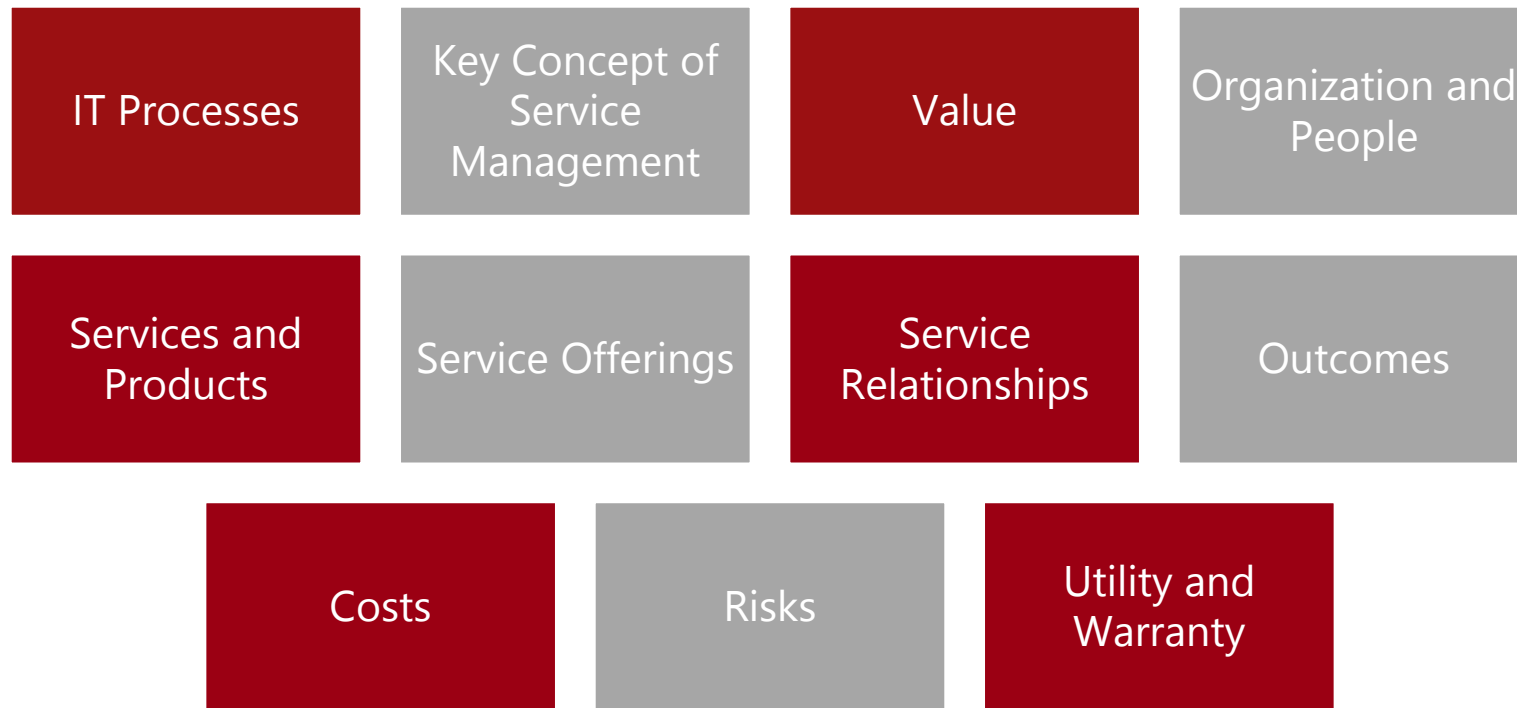 IT Processes
Key Concept of
Service
Management
Value
Organization and
People
Services and
Products
Service Offerings
Service
Relationships
Outcomes
Costs
Risks
Utility and
Warranty